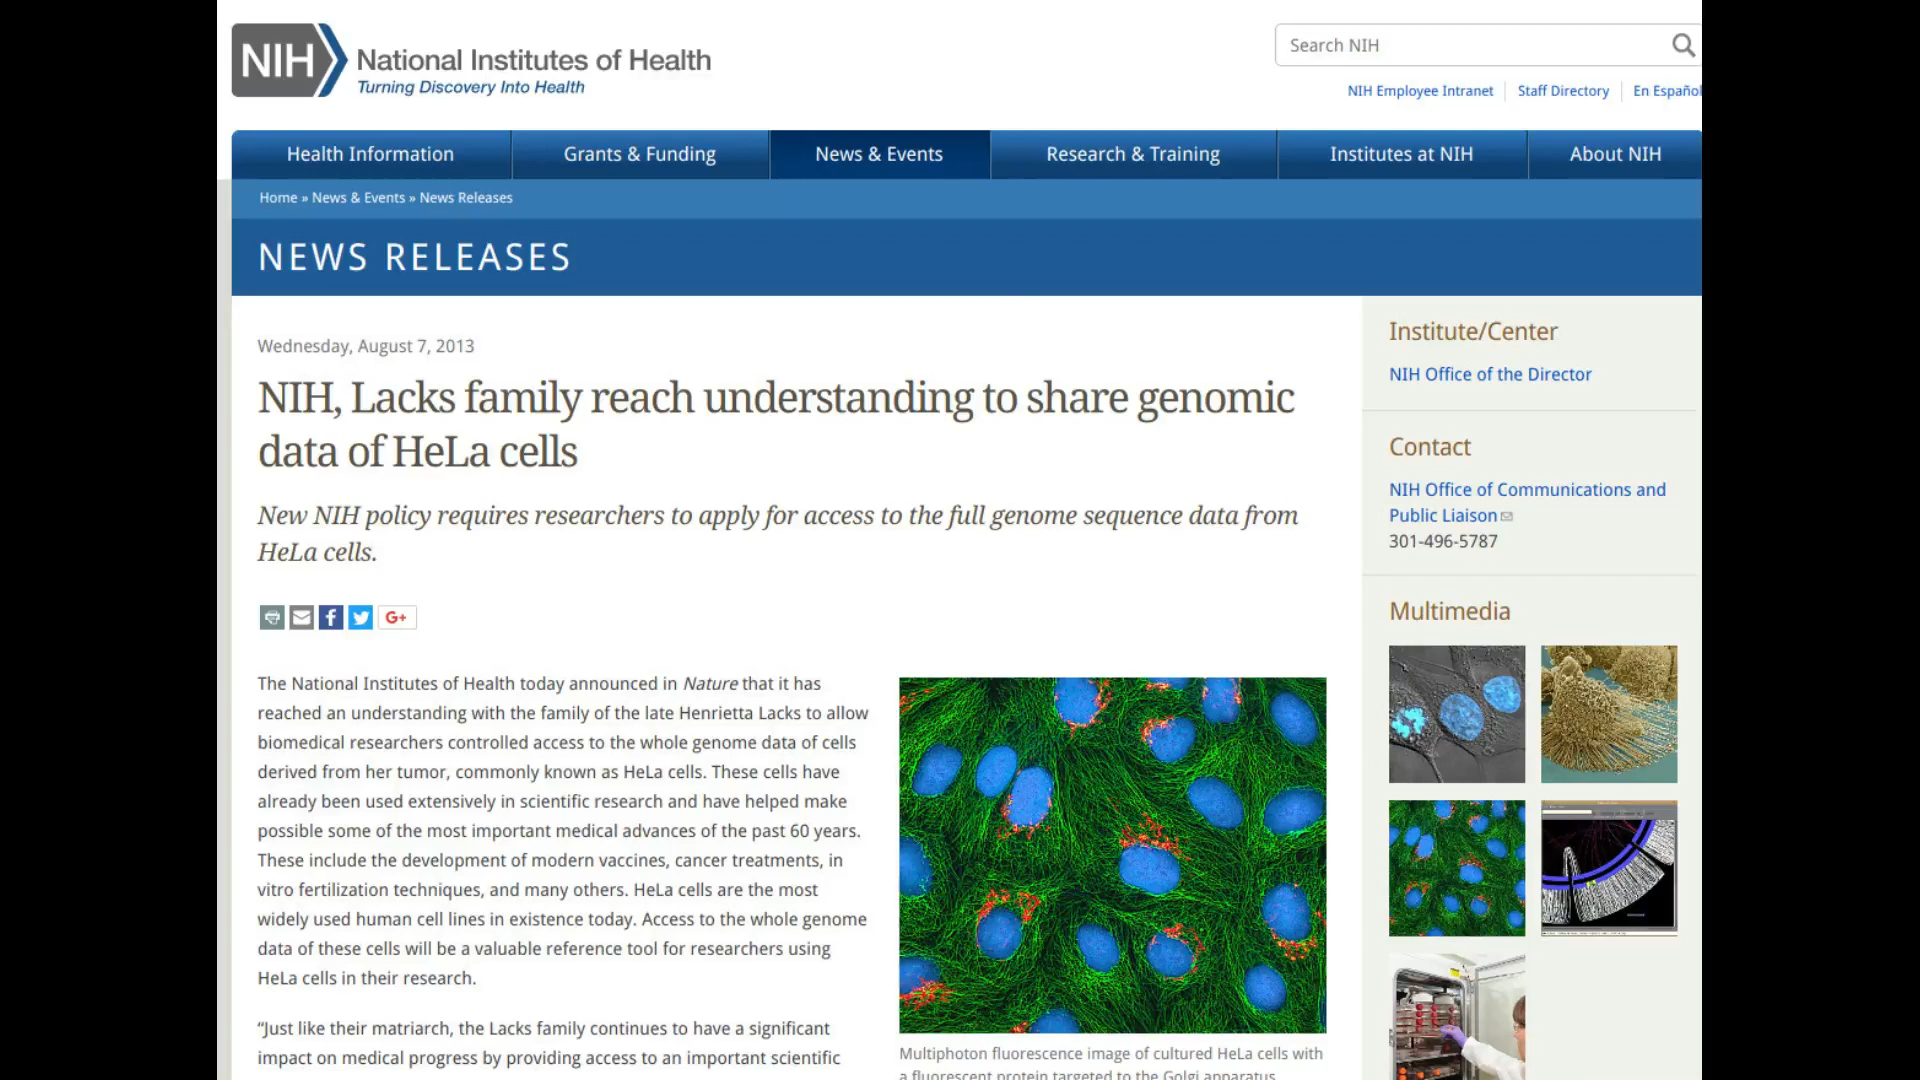 NIH
National Institutes of Health
Turning Discovery Into Health
Search NIH
NIH Employee Intranet
Staff Directory
En Español
Health Information
Grants & Funding
News & Events
Research & Training
Institutes at NIH
About NIH
Home » News & Events » News Releases
NEWS RELEASES
Wednesday, August 7, 2013
NIH, Lacks family reach understanding to share genomic
data of HeLa cells
New NIH policy requires researchers to apply for access to the full genome sequence data from
HeLa cells.
G+
The National Institutes of Health today announced in Nature that it has
reached an understanding with the family of the late Henrietta Lacks to allow
biomedical researchers controlled access to the whole genome data of cells
derived from her tumor, commonly known as HeLa cells. These cells have
already been used extensively in scientific research and have helped make
possible some of the most important medical advances of the past 60 years.
These include the development of modern vaccines, cancer treatments, in
vitro fertilization techniques, and many others. HeLa cells are the most
widely used human cell lines in existence today. Access to the whole genome
data of these cells will be a valuable reference tool for researchers using
HeLa cells in their research.
“Just like their matriarch, the Lacks family continues to have a significant
impact on medical progress by providing access to an important scientific
Multiphoton fluorescence image of cultured HeLa cells with
a fluorescent protein targeted to the Golgi apparatus
Institute/Center
NIH Office of the Director
Contact
NIH Office of Communications and
Public Liaison
301-496-5787
Multimedia